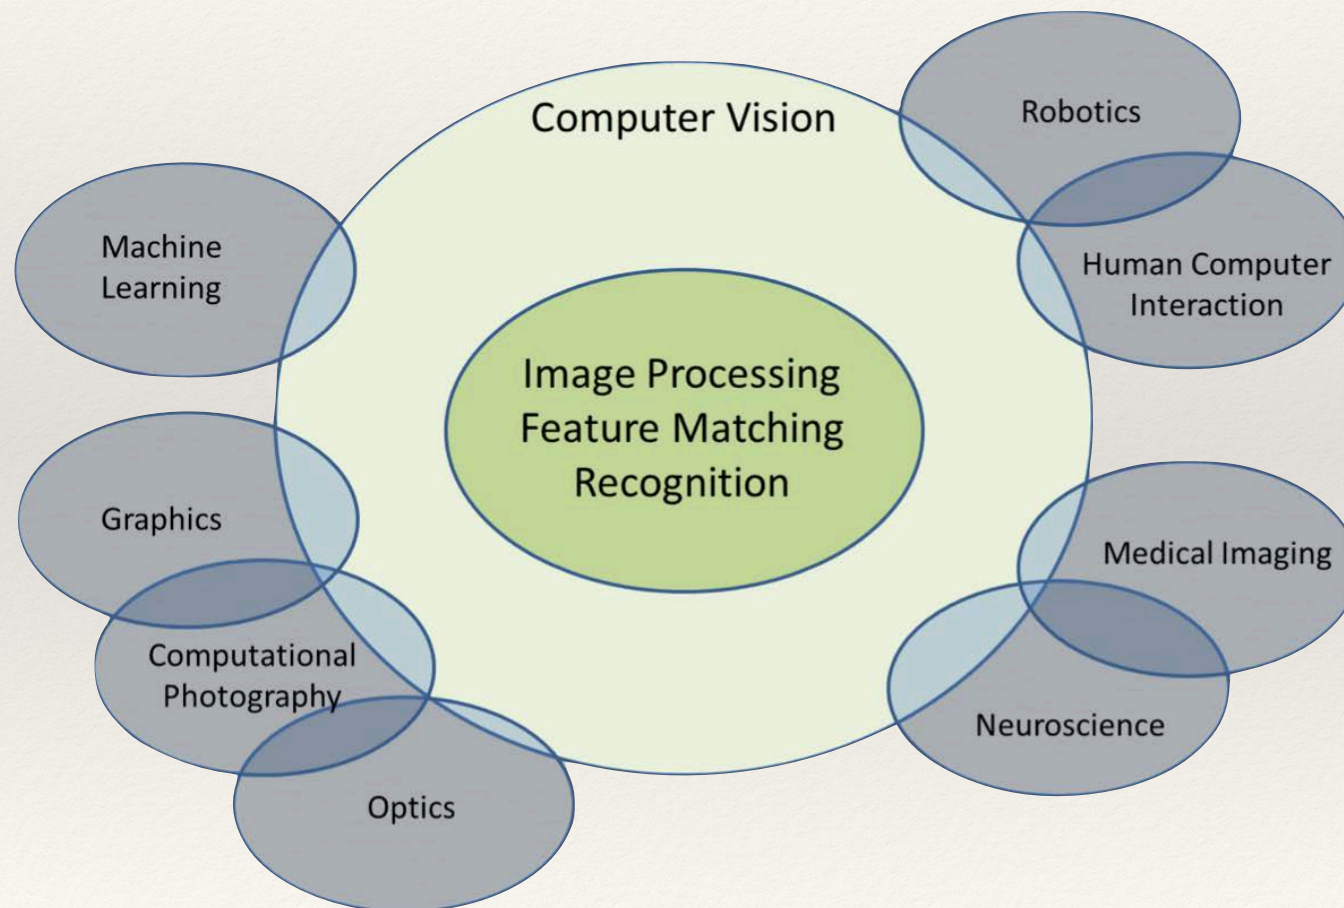 Computer Vision
Robotics
Machine
Learning
Human Computer
Interaction
Image Processing
Feature Matching
Recognition
Graphics
Medical Imaging
Computational
Photography
Neuroscience
Optics